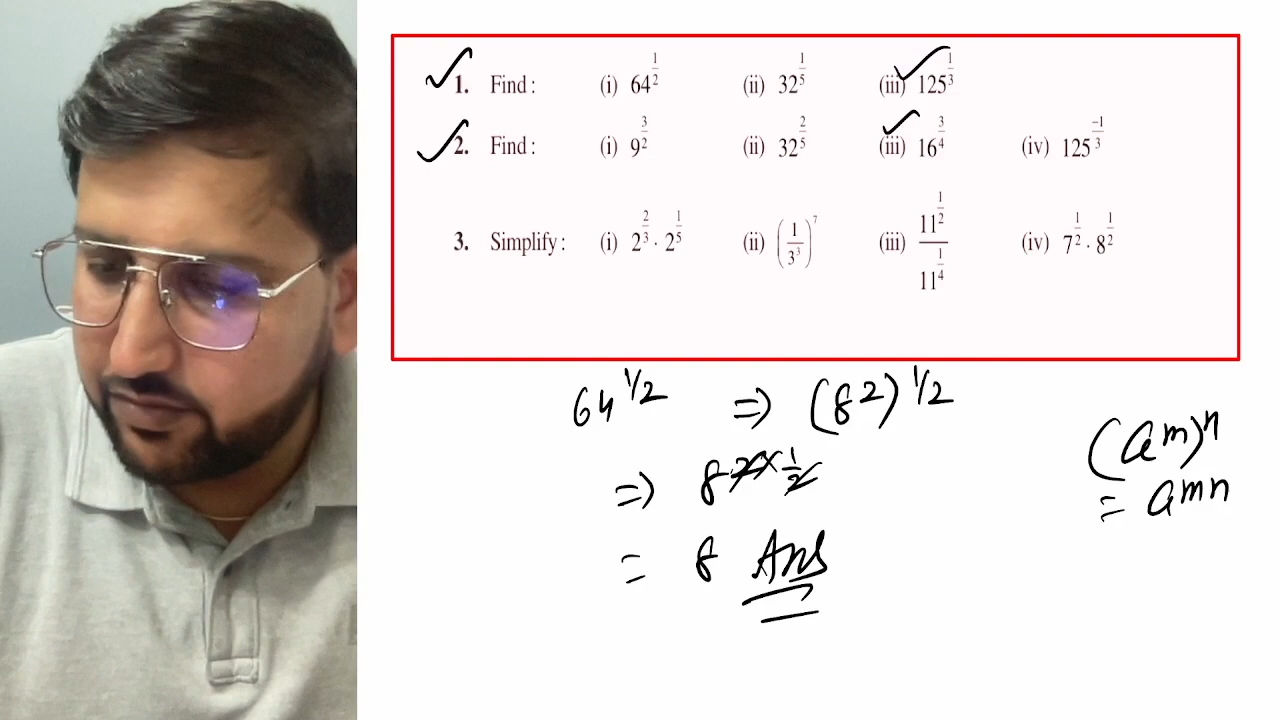 1. Find : (i) 64^(1/2) (ii) 32^(1/5) (iii) 125^(1/3)
2. Find : (i) 9^(3/2) (ii) 32^(2/5) (iii) 16^(3/4) (iv) 125^(-1/3)
3. Simplify : (i) 2^(2/3) · 2^(1/5) (ii) (1/3^3)^7 (iii) 11^(1/2) / 11^(1/4) (iv) 7^(1/2) · 8^(1/2)
64^1/2 ⇒ (8^2)^1/2
⇒ 8^(2×1/2)
= 8 Ans
(a^m)^n
= a^mn